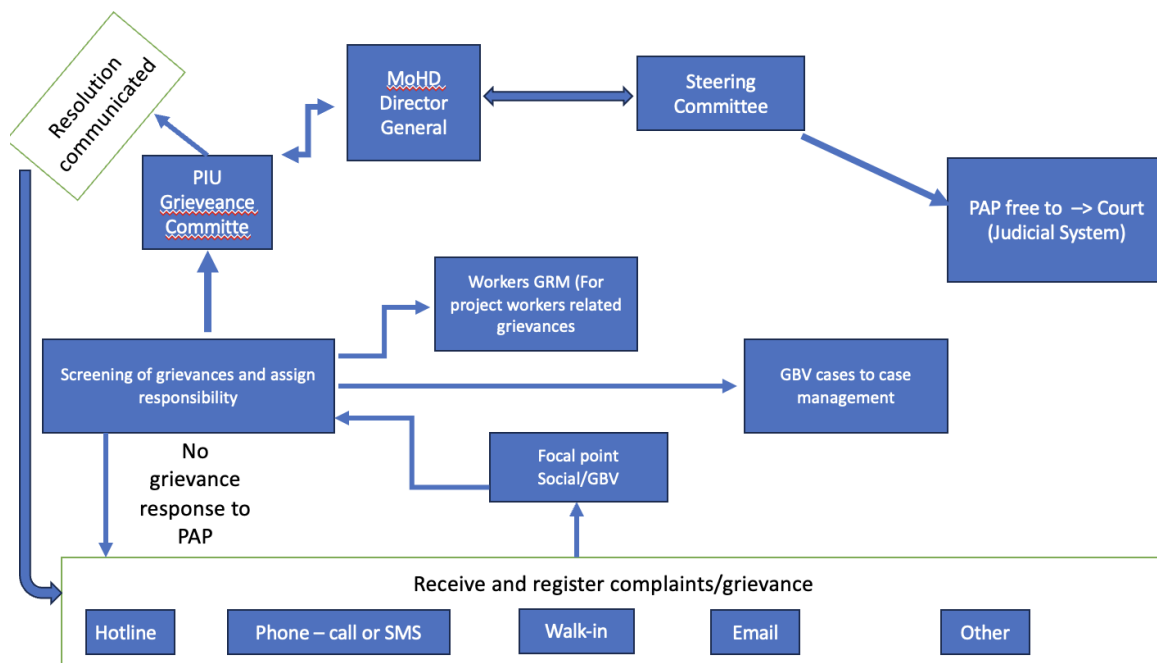 Resolution
communicated
MoHD
Director
General
Steering
Committee
PIU
Grieveance
Committe
PAP free to –> Court
(Judicial System)
Workers GRM (For
project workers related
grievances
Screening of grievances and assign
responsibility
GBV cases to case
management
No
grievance
response to
PAP
Focal point
Social/GBV
Receive and register complaints/grievance
Hotline
Phone – call or SMS
Walk-in
Email
Other